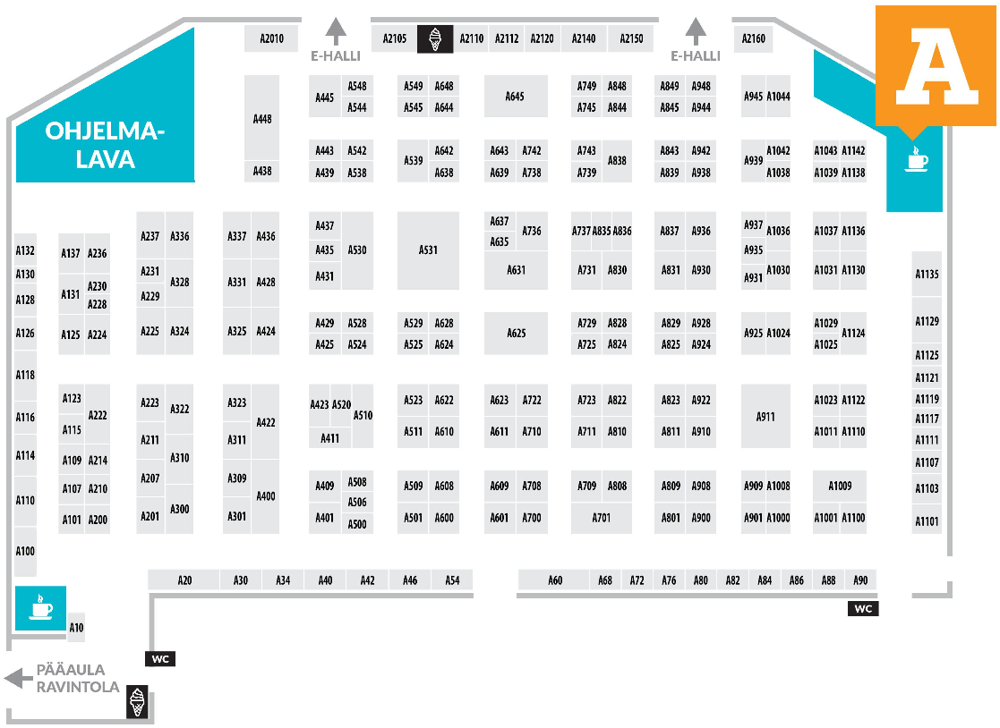 A2010
E-HALLI
A2105
A2110
A2112
A2120
A2140
A2150
E-HALLI
A2160
A
OHJELMA-
LAVA
A448
A438
A445 A548
A544
A549 A648
A545 A644
A645
A749 A848
A745 A844
A849 A948
A845 A944
A945 A1044
A443 A542
A439 A538
A539 A642
A638
A643 A742
A639 A738
A743 A838
A739
A843 A942
A839 A938
A939 A1042
A1038
A1043 A1142
A1039 A1138
A132
A130
A128
A126
A118
A116
A114
A110
A100
A137 A236
A131 A230
A228
A125 A224
A237 A336
A231 A328
A229
A225 A324
A337 A436
A331 A428
A325 A424
A437 A530
A435
A431
A531
A637 A736
A635
A631
A737 A835 A836
A731 A830
A837 A936
A831 A930
A937 A1036
A935
A931 A1030
A1037 A1136
A1031 A1130
A429 A528
A425 A524
A529 A628
A525 A624
A625
A729 A828
A725 A824
A829 A928
A825 A924
A925 A1024
A1029 A1124
A1025
A1135
A1129
A1125
A1121
A1119
A1117
A1111
A1107
A1103
A1101
A123 A222
A115
A109 A214
A107 A210
A101 A200
A223 A322
A211 A310
A207
A201 A300
A323 A422
A311
A309 A400
A301
A423 A520 A510
A411
A523 A622
A511 A610
A623 A722
A611 A710
A723 A822
A711 A810
A823 A922
A811 A910
A911
A1023 A1122
A1011 A1110
A409 A508
A506
A401 A500
A509 A608
A501 A600
A609 A708
A601 A700
A709 A808
A701
A809 A908
A801 A900
A909 A1008
A901 A1000
A1009
A1001 A1100
A20 A30 A34 A40 A42 A46 A54
A60 A68 A72 A76 A80 A82 A84 A86 A88 A90
WC
A10
WC
PÄÄAULA
RAVINTOLA